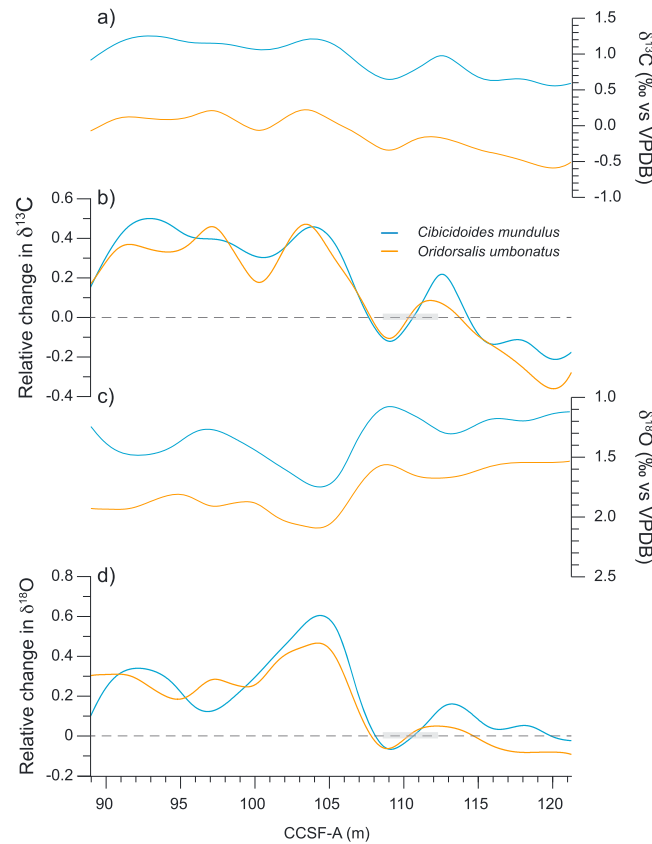 a)
1.5
1.0
0.5
0.0
-0.5
-1.0
δ13C (‰ vs VPDB)
b)
0.6
0.4
0.2
0.0
-0.2
-0.4
Relative change in δ13C
Cibicidoides mundulus
Oridorsalis umbonatus
c)
1.0
1.5
2.0
2.5
δ18O (‰ vs VPDB)
d)
0.8
0.6
0.4
0.2
0
-0.2
Relative change in δ18O
90 95 100 105 110 115 120
CCSF-A (m)